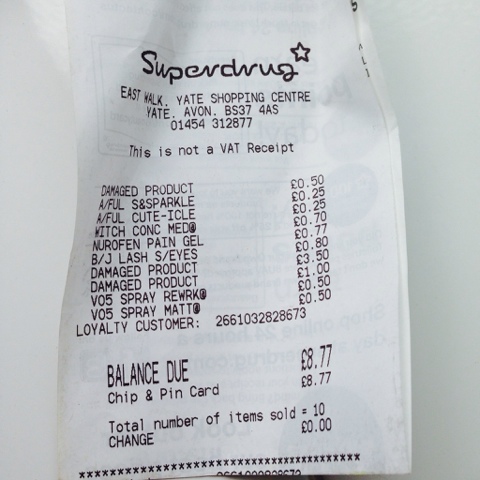 Superdrug
EAST WALK, YATE SHOPPING CENTRE
YATE. AVON. BS37 4AS
01454 312877
This is not a VAT Receipt
DAMAGED PRODUCT £0.50
A/FUL S&SPARKLE £0.25
A/FUL CUTE-ICLE £0.25
WITCH CONC MED@ £0.70
NUROFEN PAIN GEL £0.77
B/J LASH S/EYES £0.80
DAMAGED PRODUCT £3.50
DAMAGED PRODUCT £1.00
VO5 SPRAY REWRK@ £0.50
VO5 SPRAY MATT@ £0.50
LOYALTY CUSTOMER: 2661032828673
BALANCE DUE £8.77
Chip & Pin Card £8.77
Total number of items sold = 10
CHANGE £0.00
****************************************